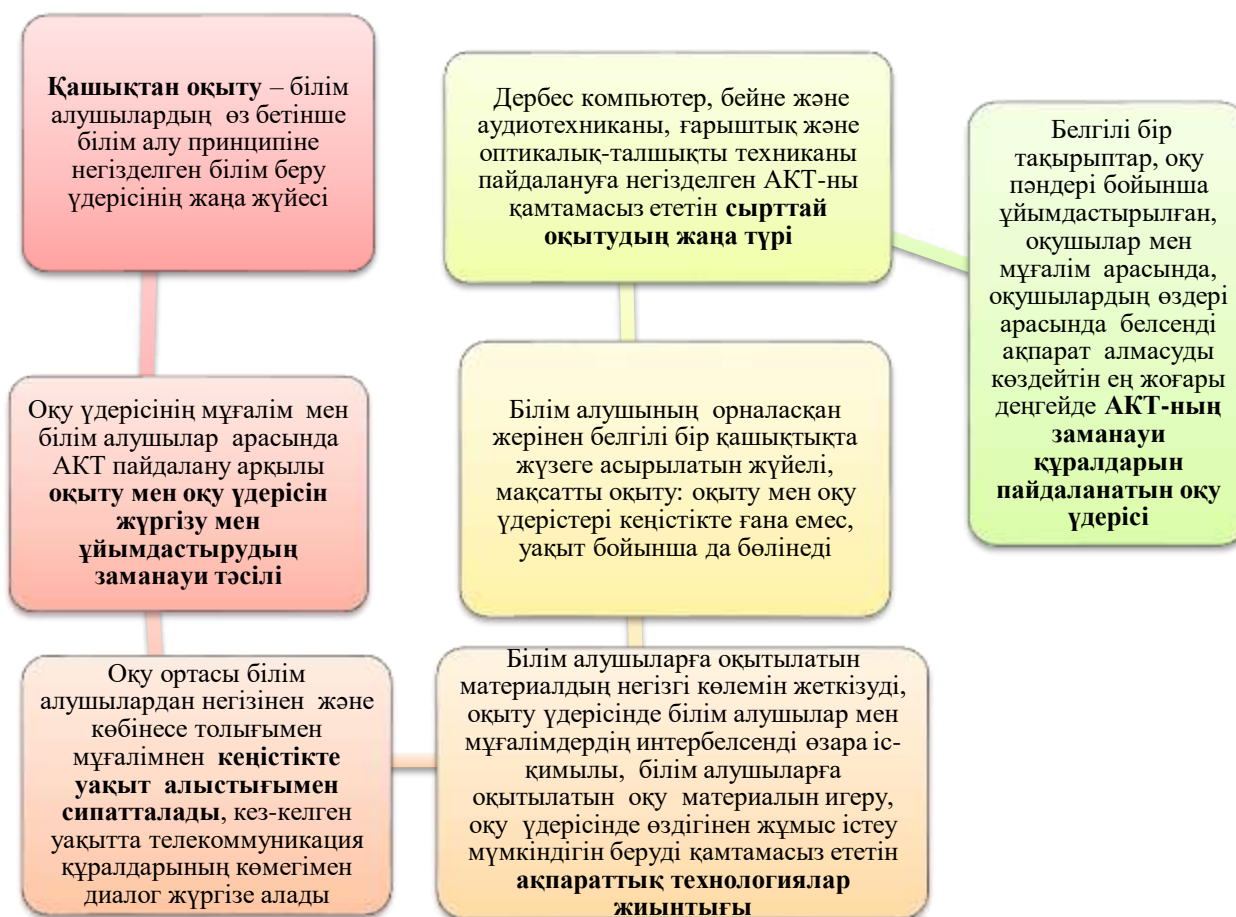 Қашықтан оқыту – білім
алушылардың өз бетінше
білім алу принципіне
негізделген білім беру
үдерісінің жаңа жүйесі
Оқу үдерісінің мұғалім мен
білім алушылар арасында
АКТ пайдалану арқылы
оқыту мен оқу үдерісін
жүргізу мен
ұйымдастырудың
заманауи тәсілі
Оқу ортасы білім
алушылардан негізінен және
көбінесе толығымен
мұғалімнен кеңістікте
уақыт алыстығымен
сипатталады, кез-келген
уақытта телекоммуникация
құралдарының көмегімен
диалог жүргізе алады
Білім алушыларға оқытылатын
материалдың негізгі көлемін жеткізуді,
оқыту үдерісінде білім алушылар мен
мұғалімдердің интербелсенді өзара іс-
қимылы, білім алушыларға
оқытылатын оқу материалын игеру,
оқу үдерісінде өздігінен жұмыс істеу
мүмкіндігін беруді қамтамасыз ететін
ақпараттық технологиялар
жиынтығы
Білім алушының орналасқан
жерінен белгілі бір қашықтықта
жүзеге асырылатын жүйелі,
мақсатты оқыту: оқыту мен оқу
үдерістері кеңістікте ғана емес,
уақыт бойынша да бөлінеді
Дербес компьютер, бейне және
аудиотехниканы, ғарыштық және
оптикалық-талшықты техниканы
пайдалануға негізделген АКТ-ны
қамтамасыз ететін сырттай
оқытудың жаңа түрі
Белгілі бір
тақырыптар, оқу
пәндері бойынша
ұйымдастырылған,
оқушылар мен
мұғалім арасында,
оқушылардың өздері
арасында белсенді
ақпарат алмасуды
көздейтін ең жоғары
деңгейде АКТ-ның
заманауи
құралдарын
пайдаланатын оқу
үдерісі